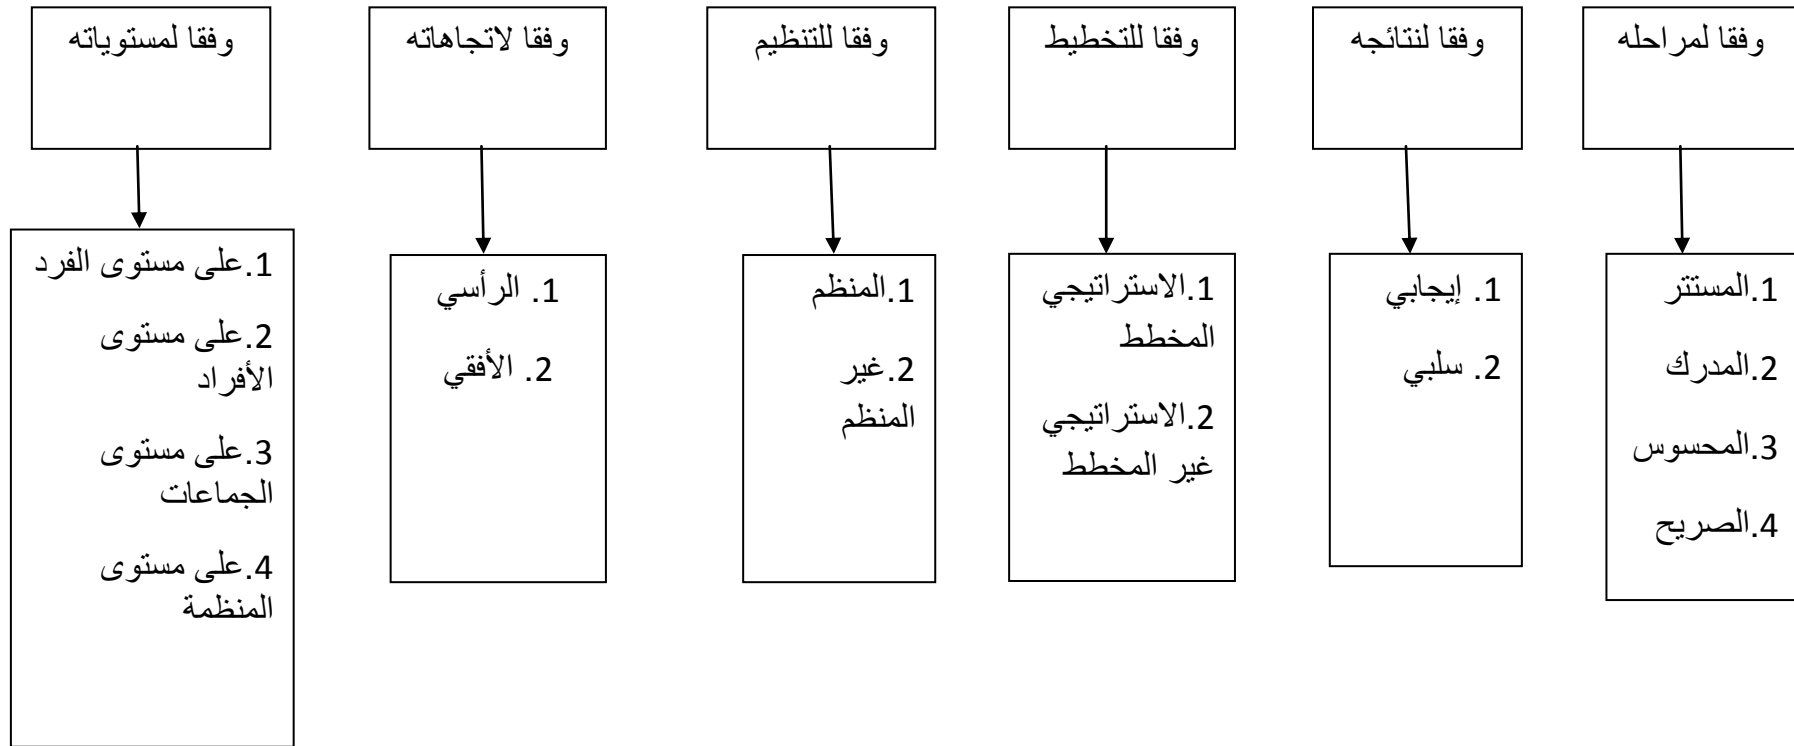 وفقا لمراحله
وفقا لنتائجه
وفقا للتخطيط
وفقا للتنظيم
وفقا لاتجاهاته
وفقا لمستوياته
1.المستتر
2.المدرك
3.المحسوس
4.الصريح
1. إيجابي
2. سلبي
1.الاستراتيجي
المخطط
2.الاستراتيجي
غير المخطط
1.المنظم
2.غير
المنظم
1. الرأسي
2. الأفقي
1.على مستوى الفرد
2.على مستوى
الأفراد
3.على مستوى
الجماعات
4.على مستوى
المنظمة